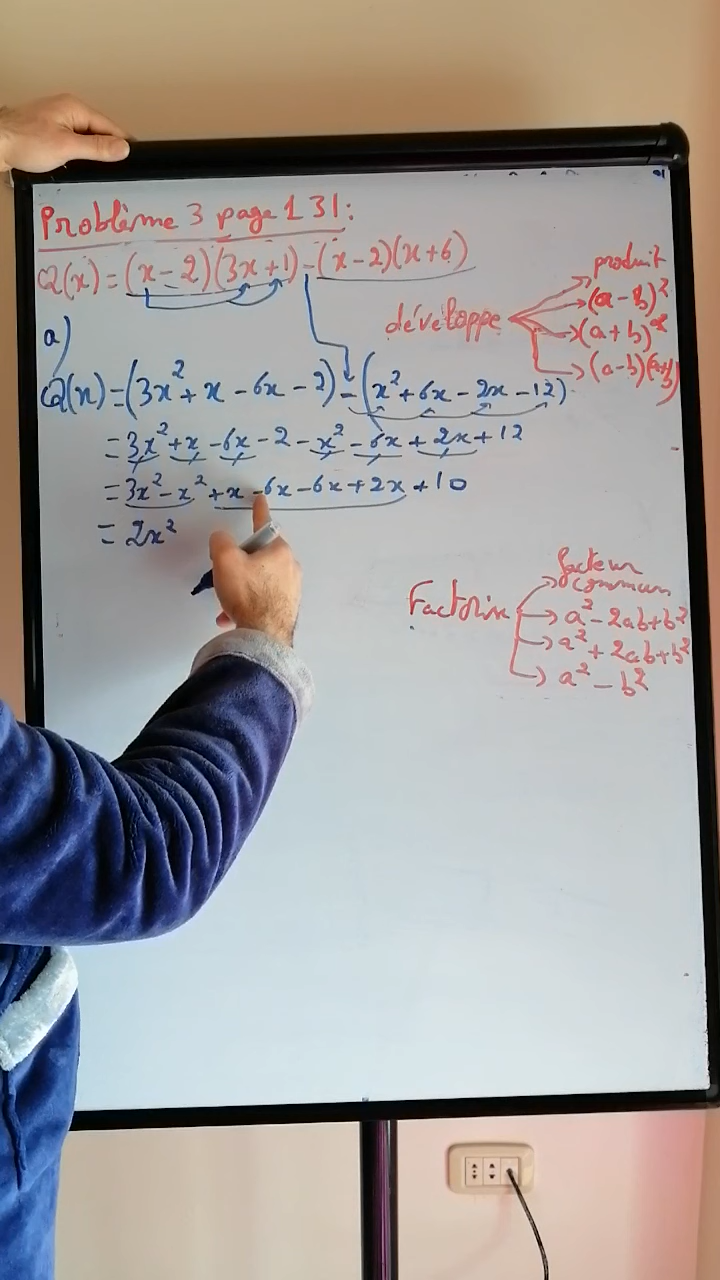 Problème 3 page 131:
Q(x) = (x-2)(3x+1)-(x-2)(x+6)
développe
produit
(a-b)²
(a+b)²
(a-b)(a+b)
a)
Q(x)=(3x²+x-6x-2)-(x²+6x-2x-12)
=3x²+x-6x-2-x²-6x+2x+12
=3x²-x²+x-6x-6x+2x+10
= 2x²
Factorise
facteur
commun
a²-2ab+b²
a²+2ab+b²
a²-b²